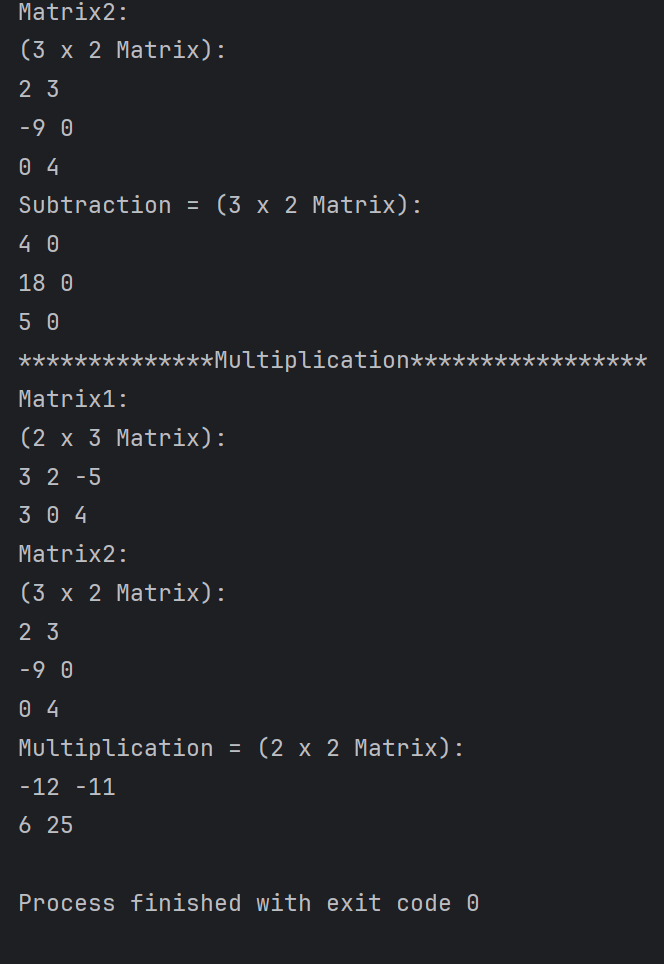 Matrix2:
(3 x 2 Matrix):
2 3
-9 0
0 4
Subtraction = (3 x 2 Matrix):
4 0
18 0
5 0
**************Multiplication*****************
Matrix1:
(2 x 3 Matrix):
3 2 -5
3 0 4
Matrix2:
(3 x 2 Matrix):
2 3
-9 0
0 4
Multiplication = (2 x 2 Matrix):
-12 -11
6 25
Process finished with exit code 0